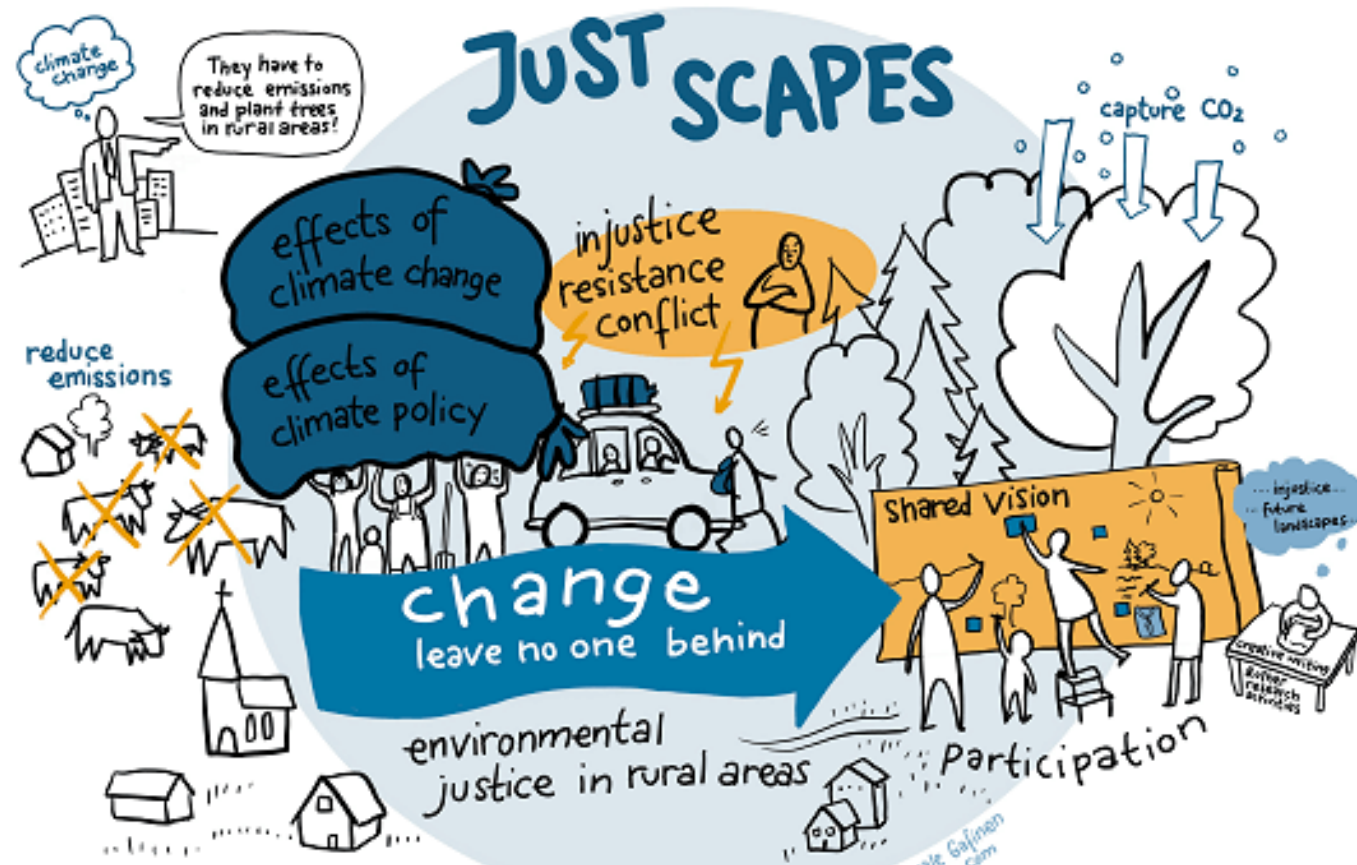 JUST SCAPES
climate
change
They have to
reduce emissions
and plant trees
in rural areas!
capture CO₂
effects of
climate change
injustice
resistance
conflict
effects of
climate policy
reduce
emissions
Shared Vision
... injustice ...
... future
landscapes ...
change
leave no one behind
creative writing
research
activities
environmental
justice in rural areas
Participation